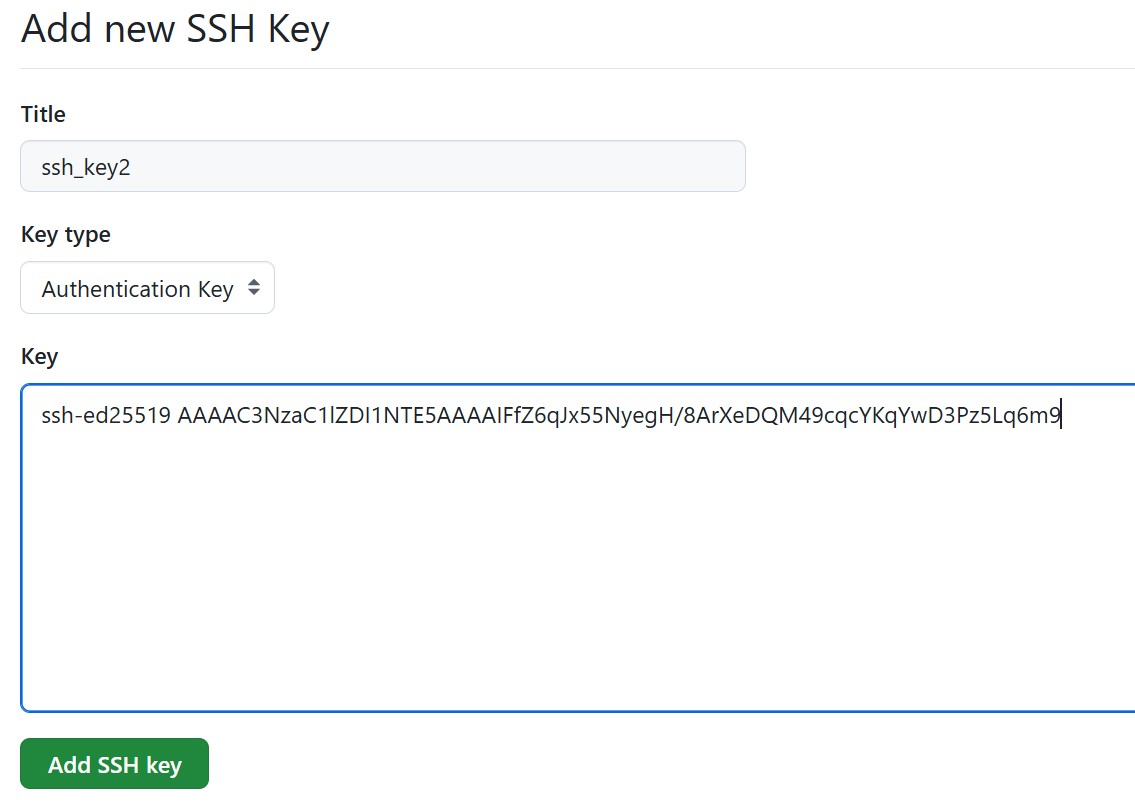 Add new SSH Key
Title
ssh_key2
Key type
Authentication Key
Key
ssh-ed25519 AAAAC3NzaC1lZDI1NTE5AAAAIFfZ6qJx55NyegH/8ArXeDQM49cqcYKqYwD3Pz5Lq6m9
Add SSH key